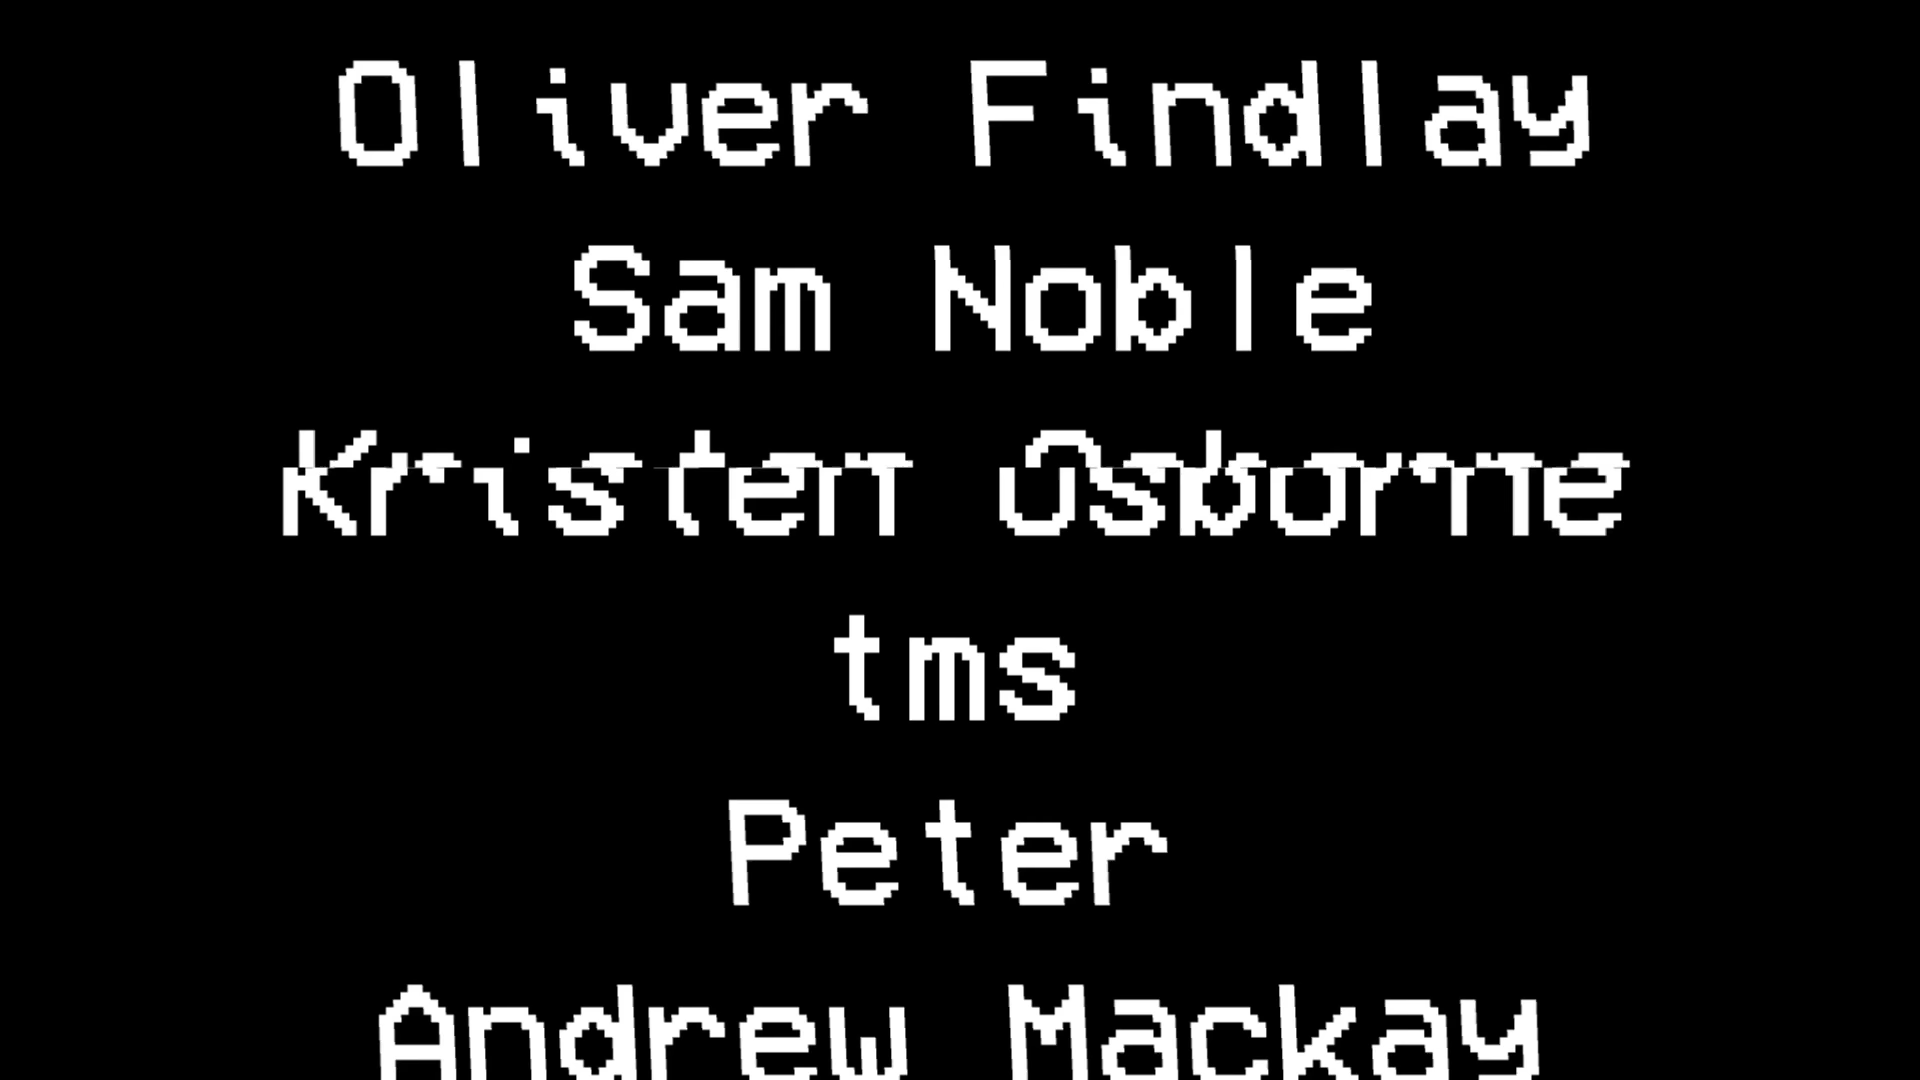 Oliver Findlay
Sam Noble
Kristen Osborne
tms
Peter
Andrew Mackay